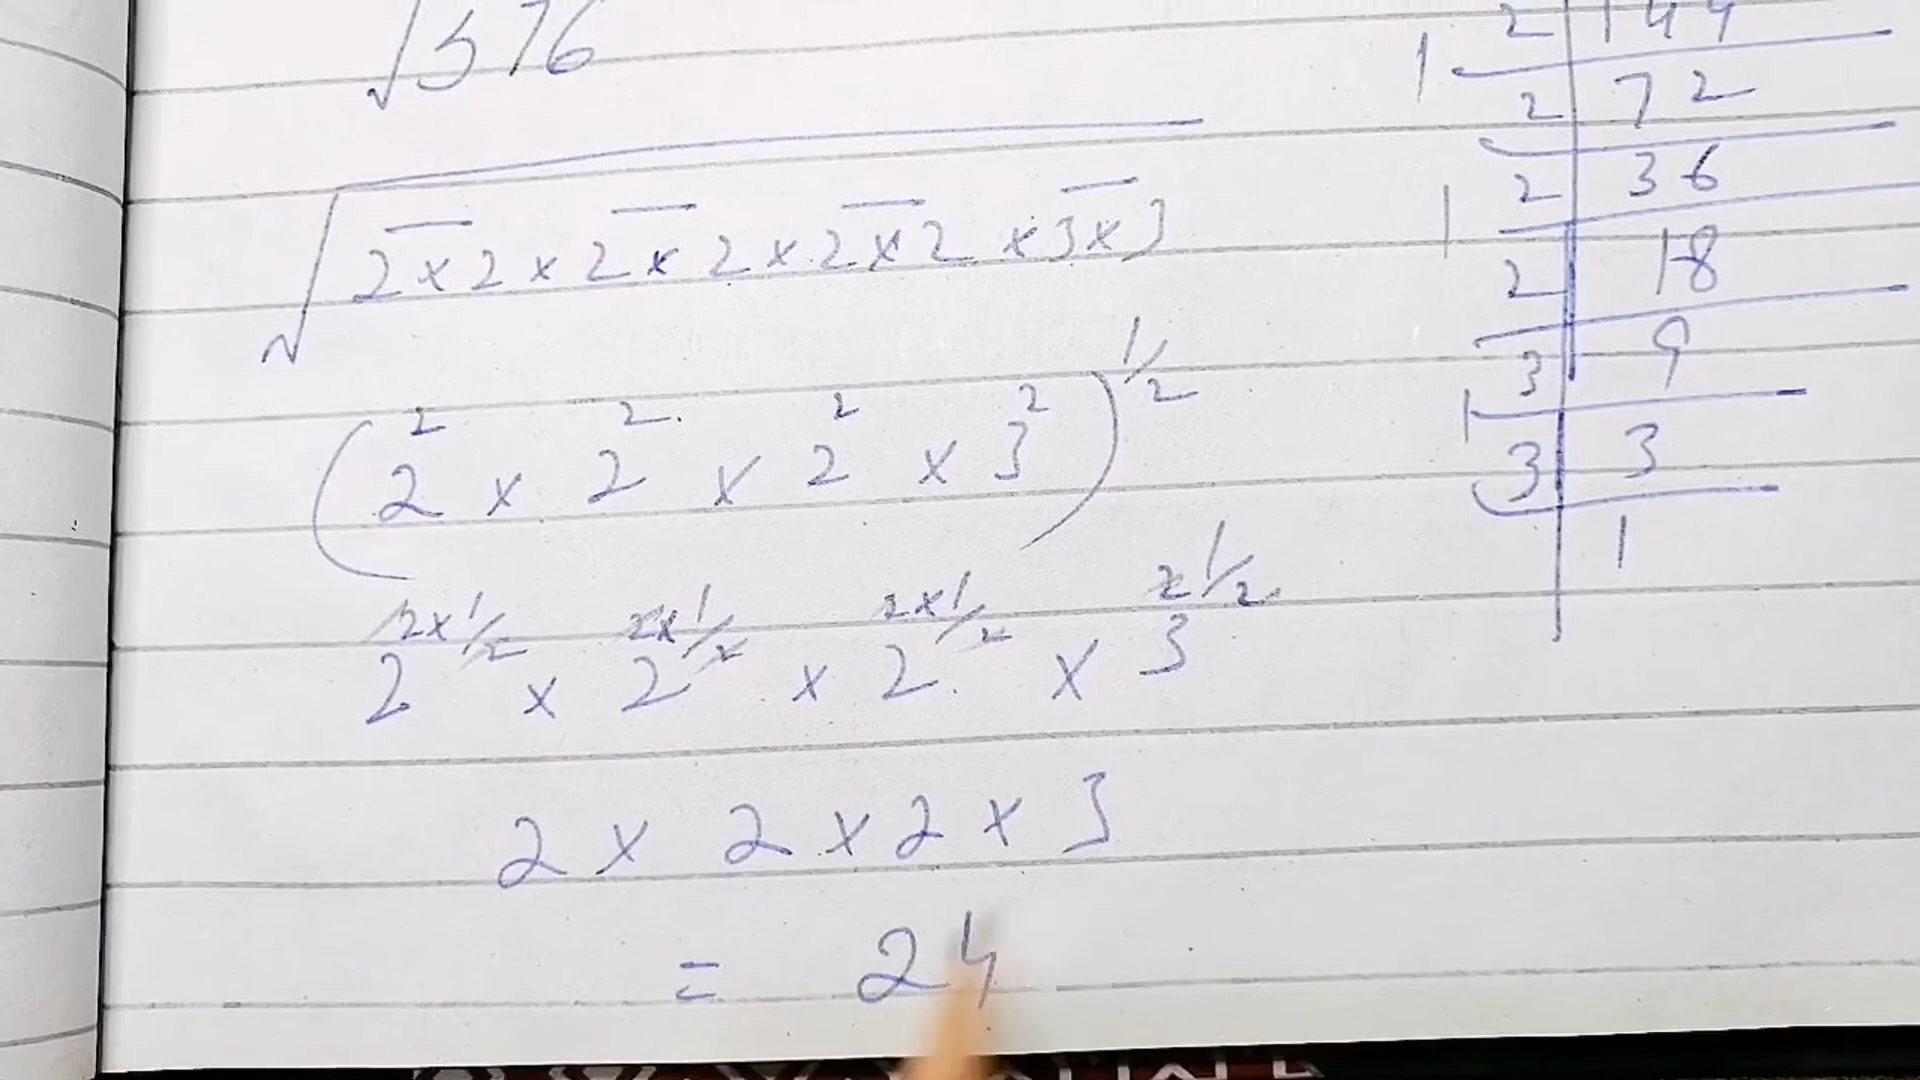 √576
√2×2×2×2×2×2×3×3
(2² × 2² × 2² × 3²)^1/2
2^2×1/2 × 2^2×1/2 × 2^2×1/2 × 3^2 1/2
2 × 2 × 2 × 3
= 24
2 | 144
2 | 72
2 | 36
2 | 18
3 | 9
3 | 3
1